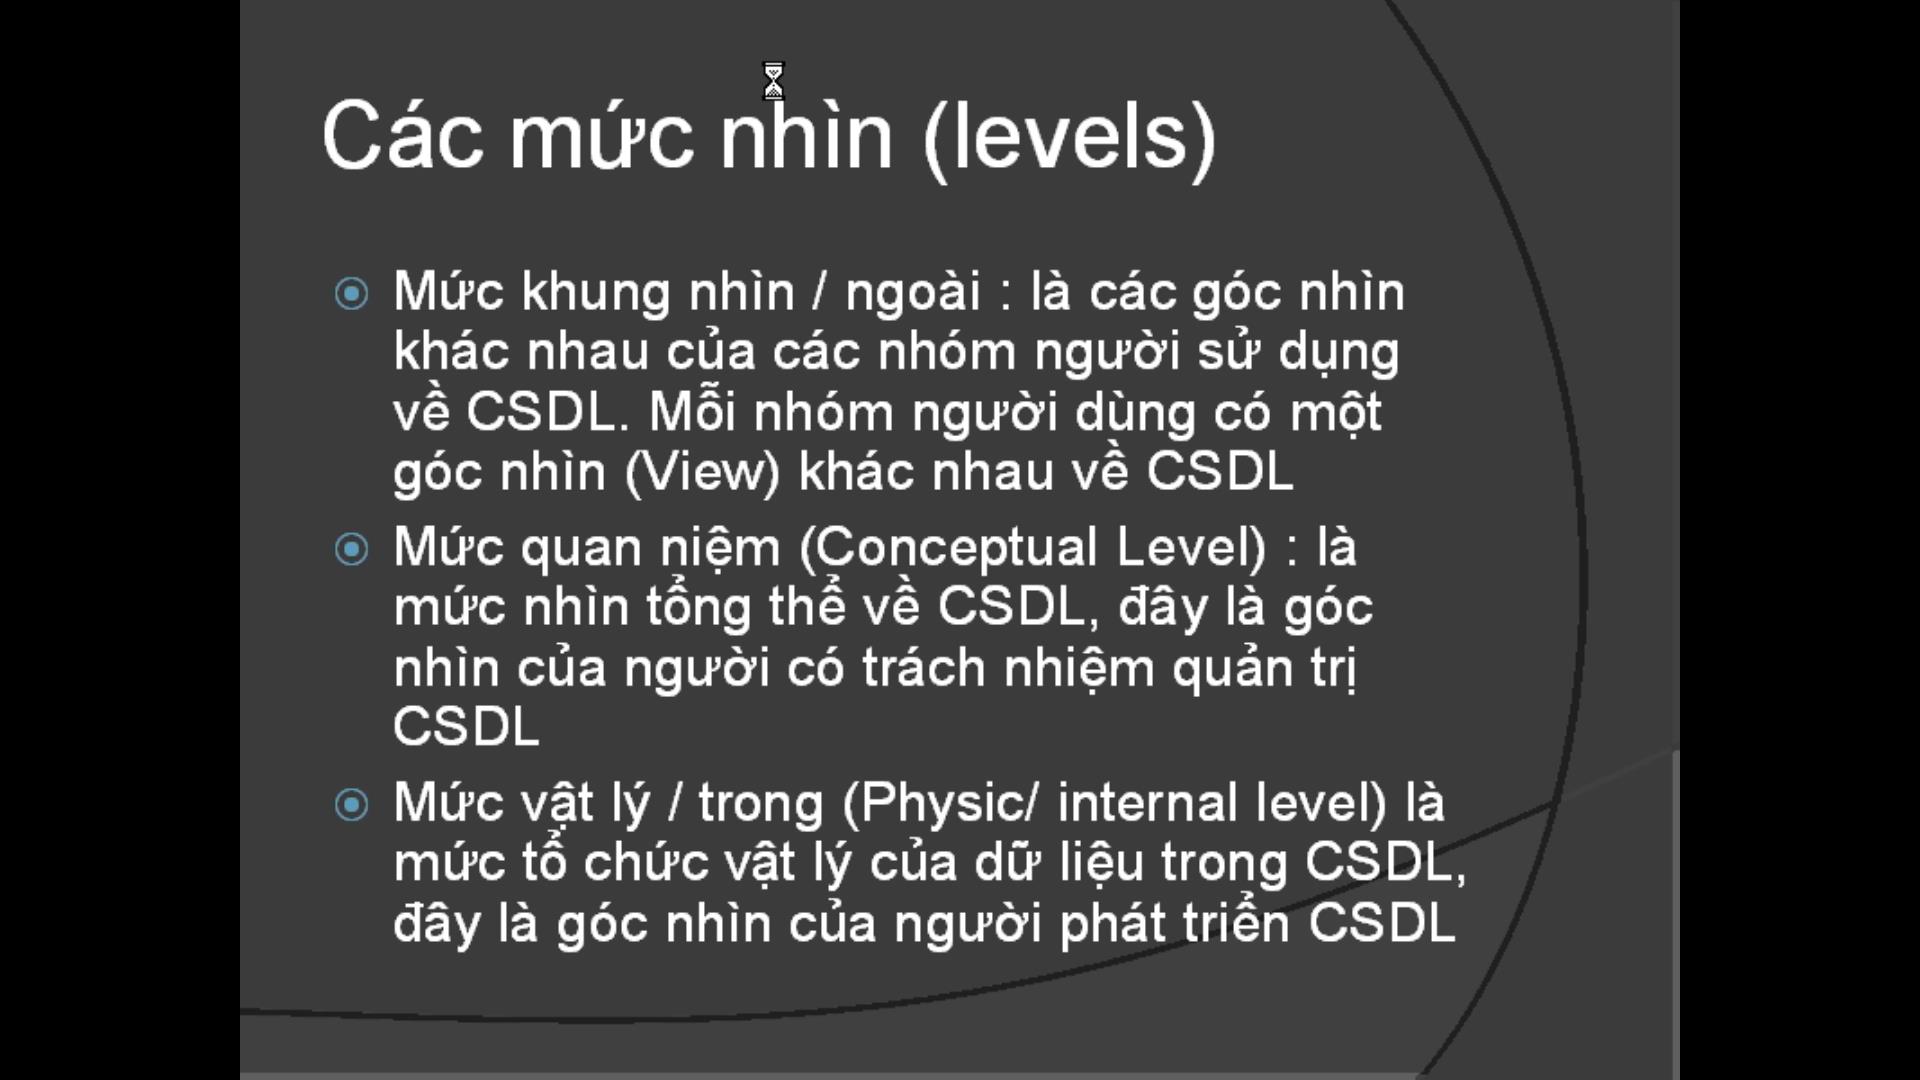 Các mức nhìn (levels)
Mức khung nhìn / ngoài : là các góc nhìn
khác nhau của các nhóm người sử dụng
về CSDL. Mỗi nhóm người dùng có một
góc nhìn (View) khác nhau về CSDL
Mức quan niệm (Conceptual Level) : là
mức nhìn tổng thể về CSDL, đây là góc
nhìn của người có trách nhiệm quản trị
CSDL
Mức vật lý / trong (Physic/ internal level) là
mức tổ chức vật lý của dữ liệu trong CSDL,
đây là góc nhìn của người phát triển CSDL